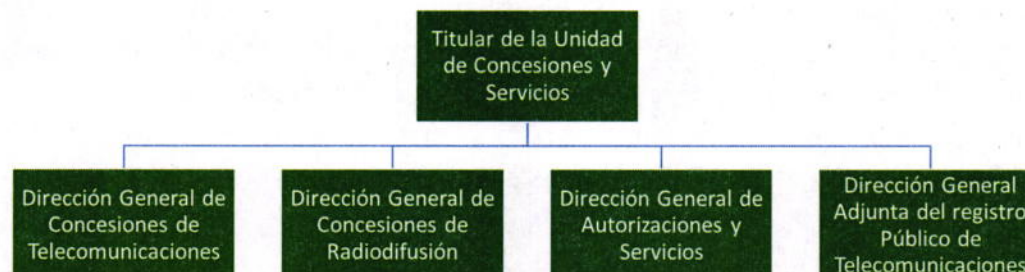 Titular de la Unidad
de Concesiones y
Servicios
Dirección General de
Concesiones de
Telecomunicaciones
Dirección General de
Concesiones de
Radiodifusión
Dirección General de
Autorizaciones y
Servicios
Dirección General
Adjunta del registro
Público de
Telecomunicaciones